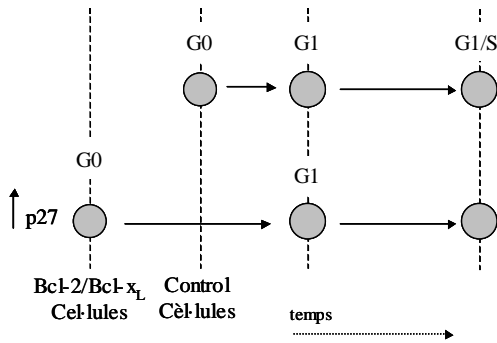 G0 G1 G1/S
G0 G1
p27
Bcl-2/Bcl-xL Control
Cel·lules Cèl·lules
temps